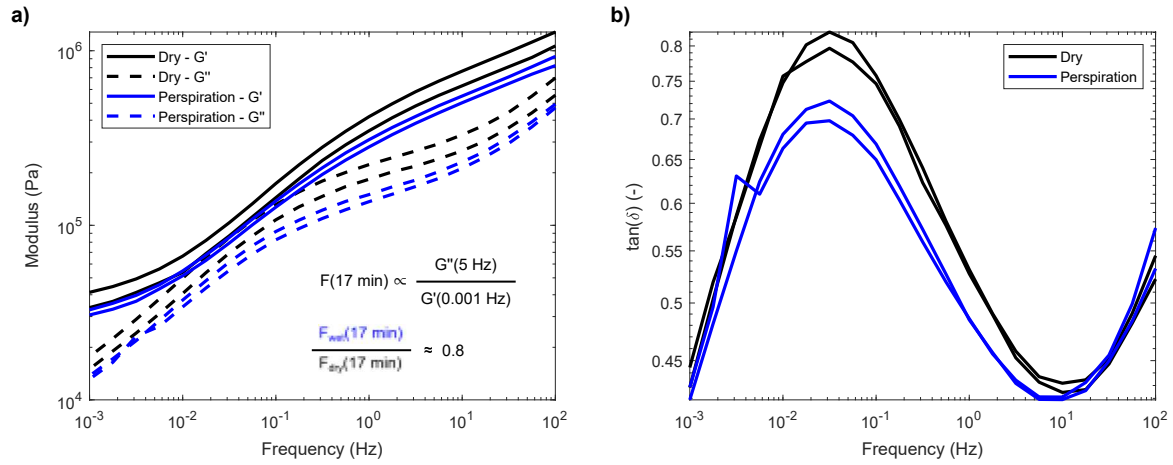 a)
10^6
10^5
10^4
Modulus (Pa)
Dry - G'
Dry - G''
Perspiration - G'
Perspiration - G''
F(17 min) ∝ G''(5 Hz)
G'(0.001 Hz)
F_wet(17 min)
F_dry(17 min)
≈ 0.8
10^-3 10^-2 10^-1 10^0 10^1 10^2
Frequency (Hz)
b)
0.8
0.75
0.7
0.65
0.6
0.55
0.5
0.45
tan(δ) (-)
Dry
Perspiration
10^-3 10^-2 10^-1 10^0 10^1 10^2
Frequency (Hz)